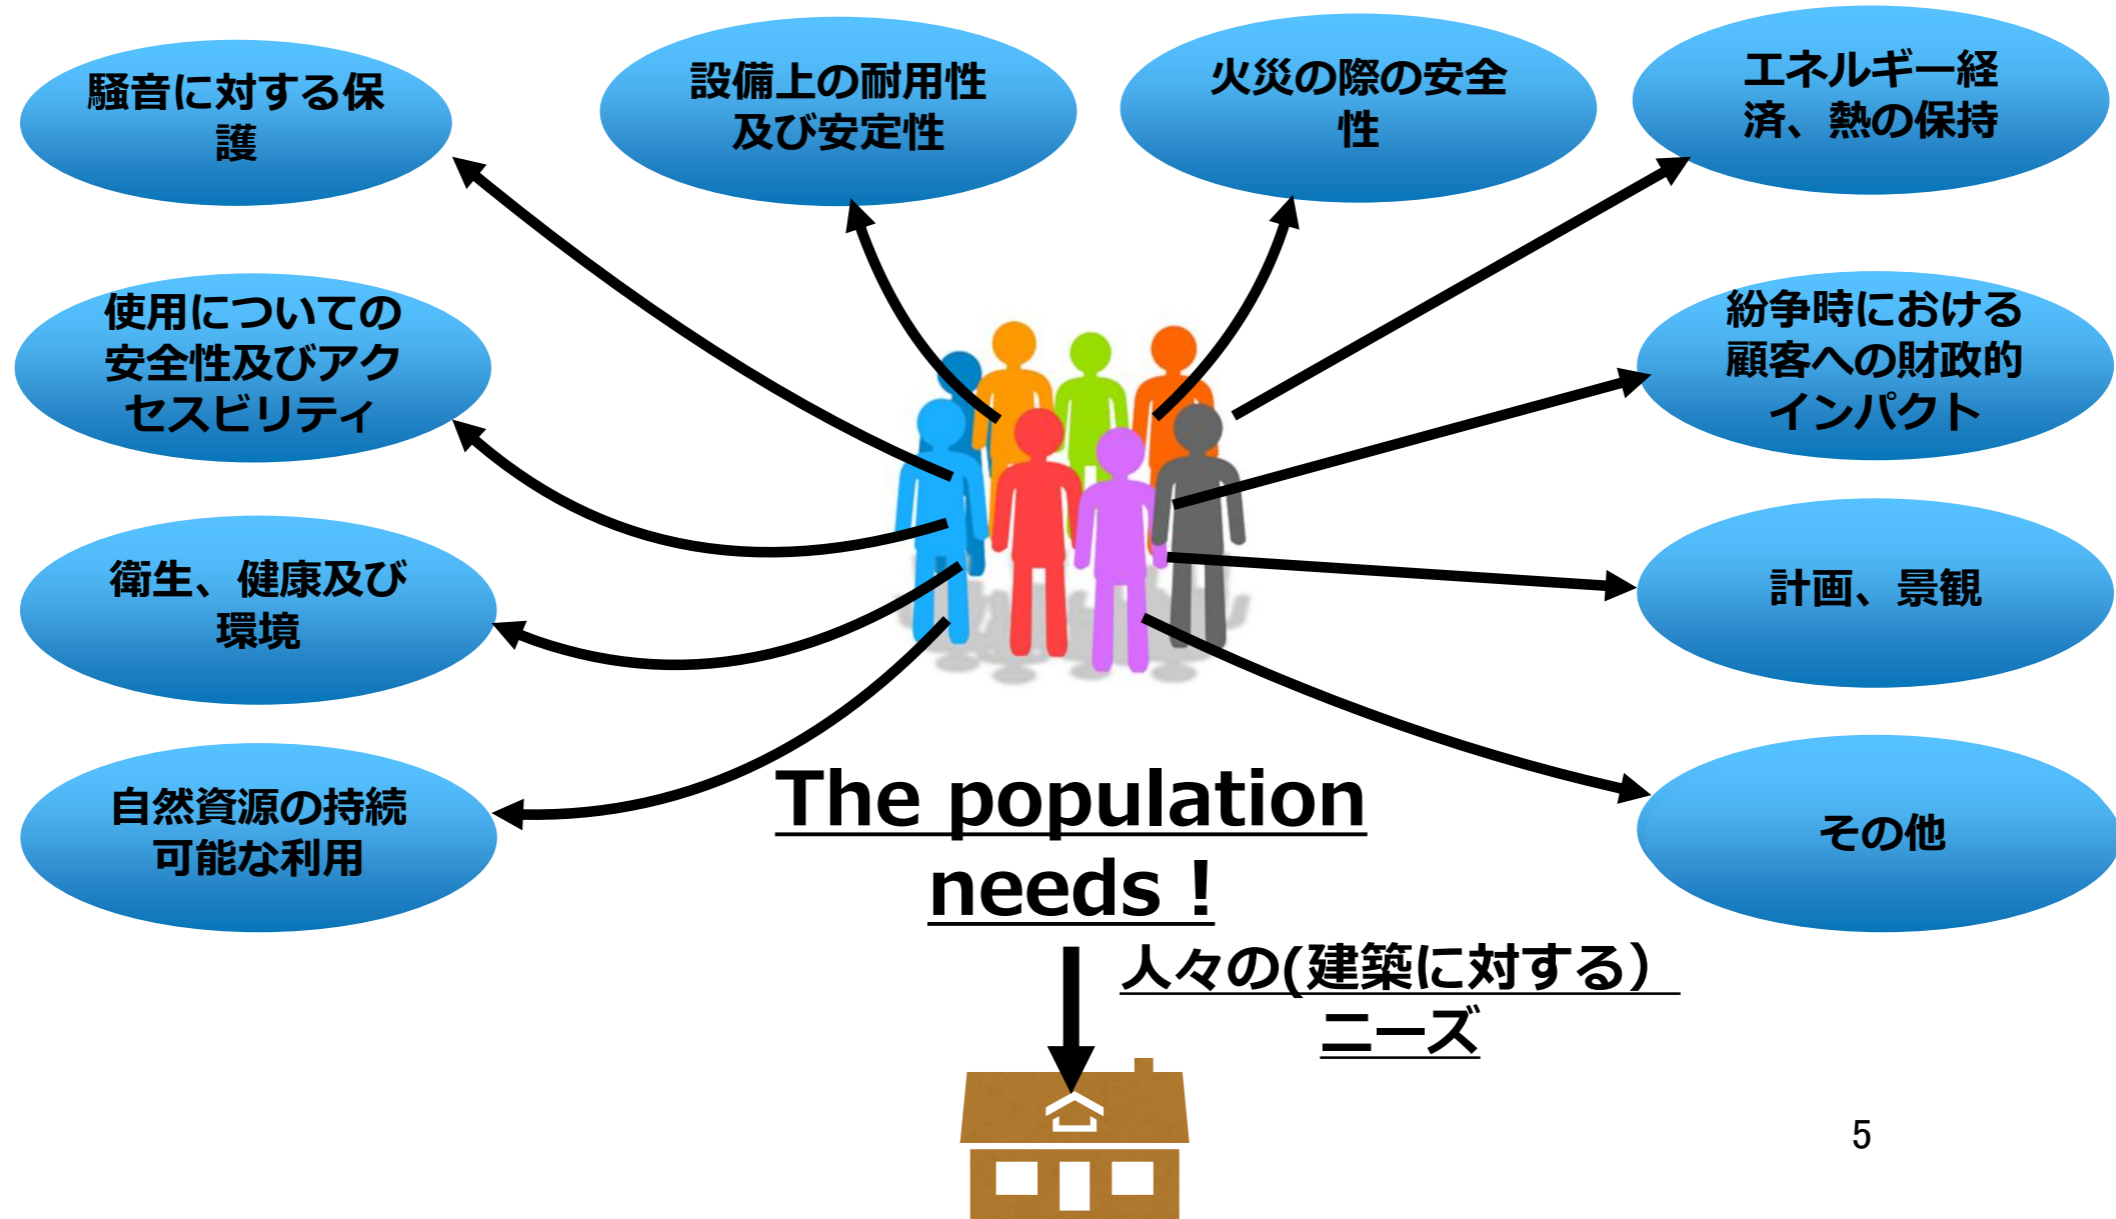 騒音に対する保
護
設備上の耐用性
及び安定性
火災の際の安全
性
エネルギー経
済、熱の保持
使用についての
安全性及びアク
セスビリティ
紛争時における
顧客への財政的
インパクト
衛生、健康及び
環境
計画、景観
自然資源の持続
可能な利用
その他
The population
needs！
人々の(建築に対する）
ニーズ
5